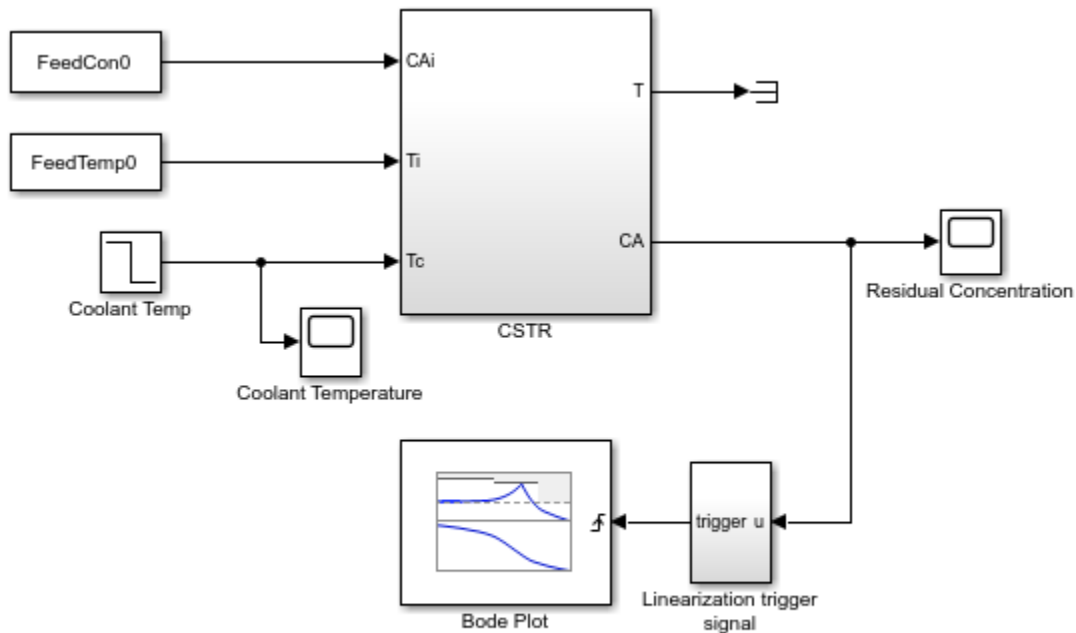 FeedCon0
CAi
T
FeedTemp0
Ti
CA
Tc
Coolant Temp
Residual Concentration
CSTR
Coolant Temperature
trigger u
Bode Plot
Linearization trigger
signal